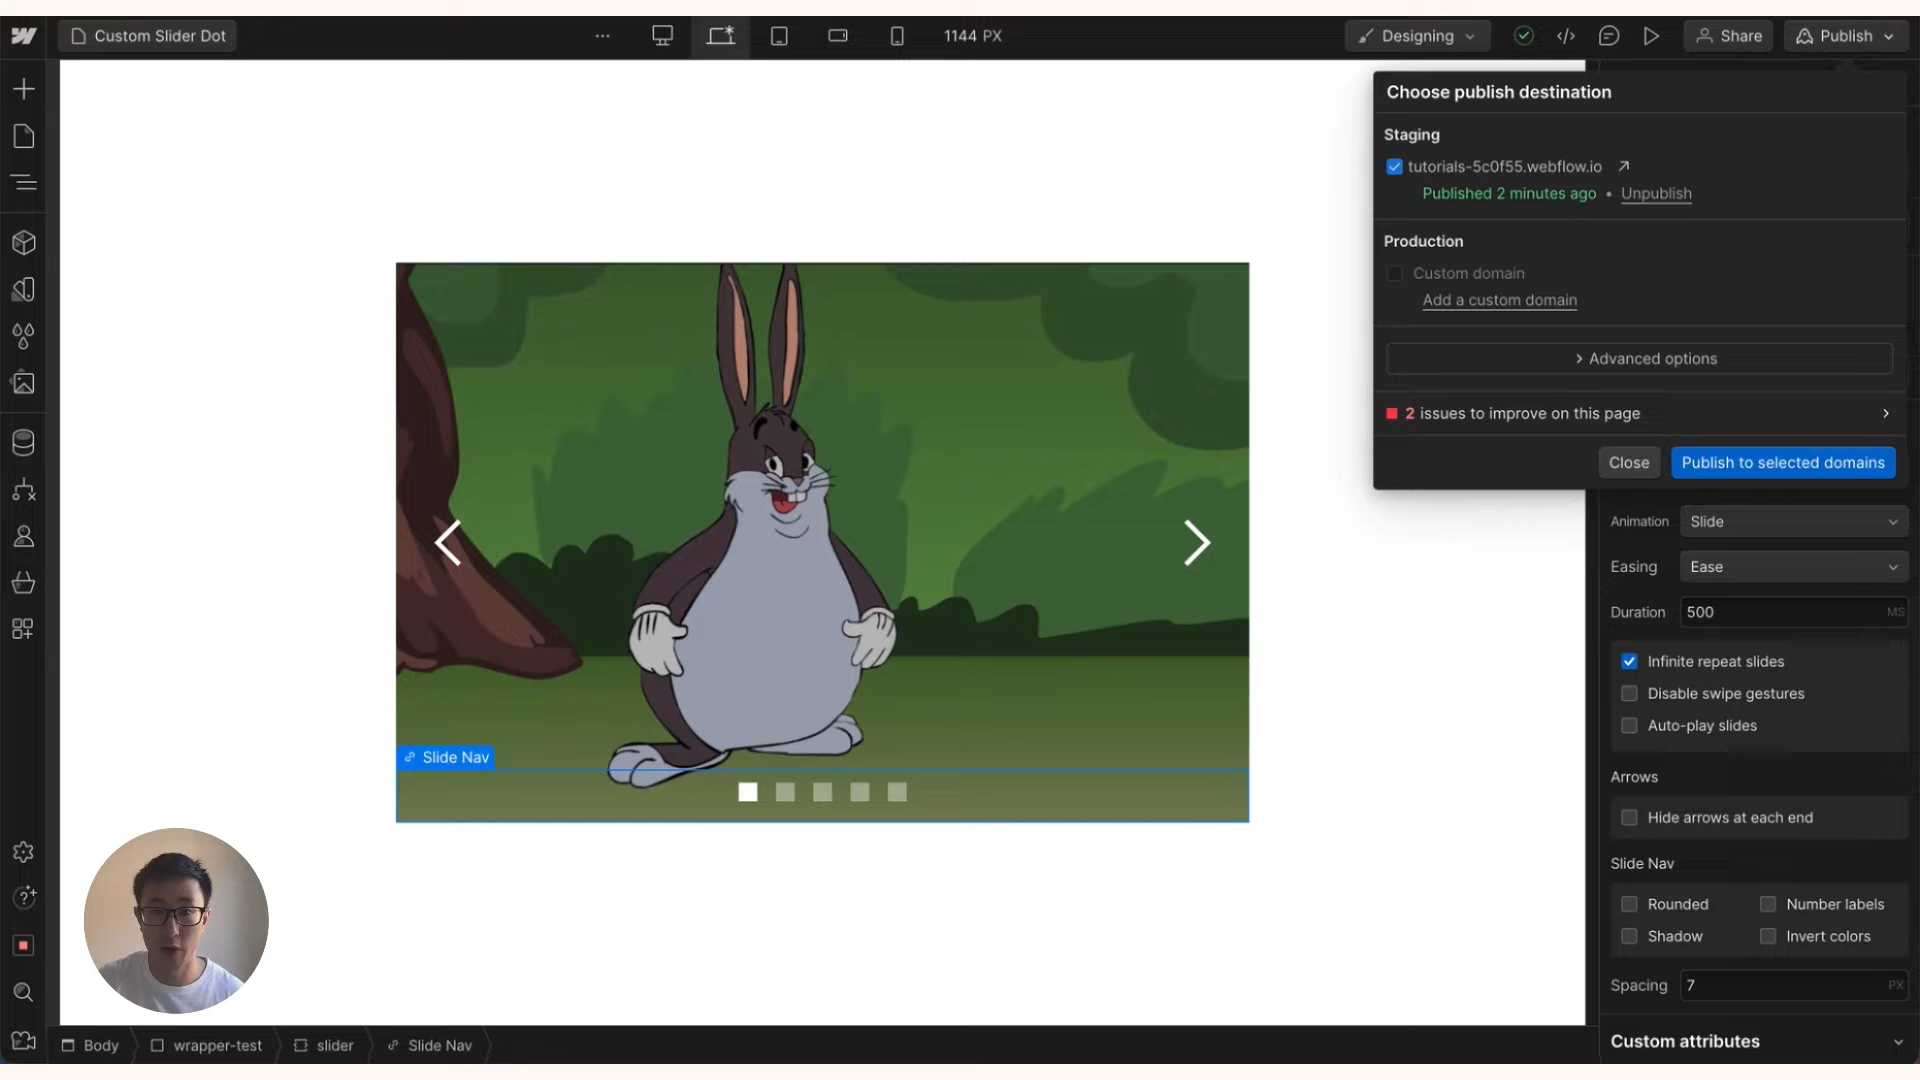 Custom Slider Dot
1144 PX
Designing
Share
Publish
Choose publish destination
Staging
tutorials-5c0f55.webflow.io
Published 2 minutes ago • Unpublish
Production
Custom domain
Add a custom domain
Advanced options
2 issues to improve on this page
Close
Publish to selected domains
Animation
Slide
Easing
Ease
Duration
500
MS
Infinite repeat slides
Disable swipe gestures
Auto-play slides
Arrows
Hide arrows at each end
Slide Nav
Rounded
Number labels
Shadow
Invert colors
Spacing
7
PX
Custom attributes
Slide Nav
Body
wrapper-test
slider
Slide Nav